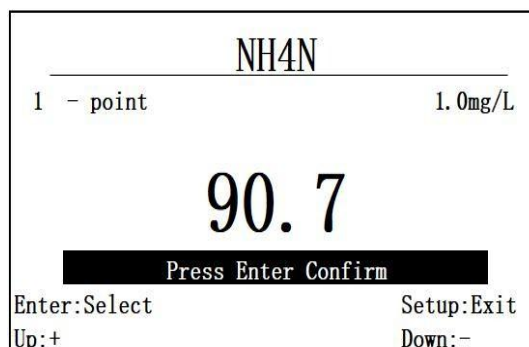 NH4N
1 - point 1.0mg/L
90.7
Press Enter Confirm
Enter:Select Setup:Exit
Up:+ Down:-